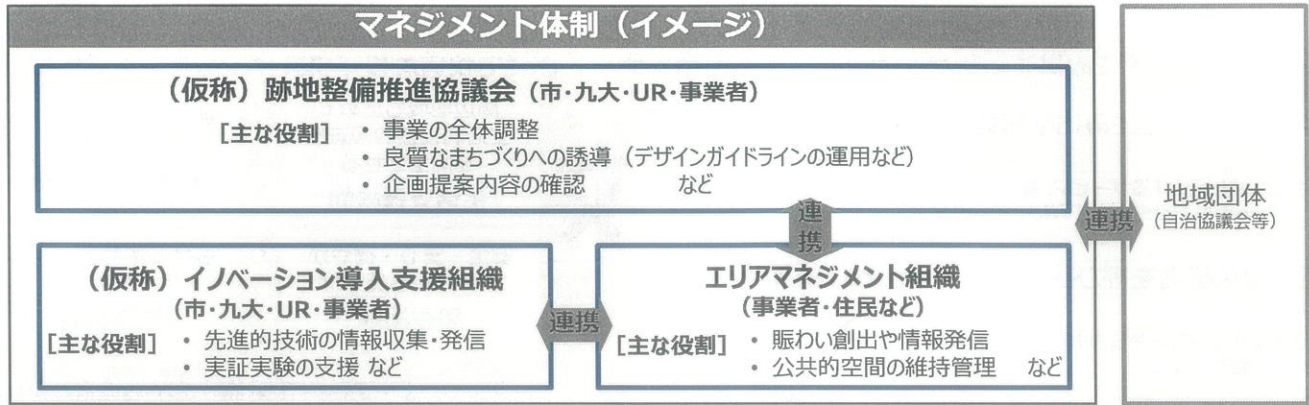 マネジメント体制（イメージ）
（仮称）跡地整備推進協議会（市・九大・UR・事業者）
［主な役割］ ・ 事業の全体調整
・ 良質なまちづくりへの誘導（デザインガイドラインの運用など）
・ 企画提案内容の確認 など
連携
（仮称）イノベーション導入支援組織
（市・九大・UR・事業者）
［主な役割］ ・ 先進的技術の情報収集・発信
・ 実証実験の支援 など
連携
エリアマネジメント組織
（事業者・住民など）
［主な役割］ ・ 賑わい創出や情報発信
・ 公共的空間の維持管理 など
連携
地域団体
（自治協議会等）